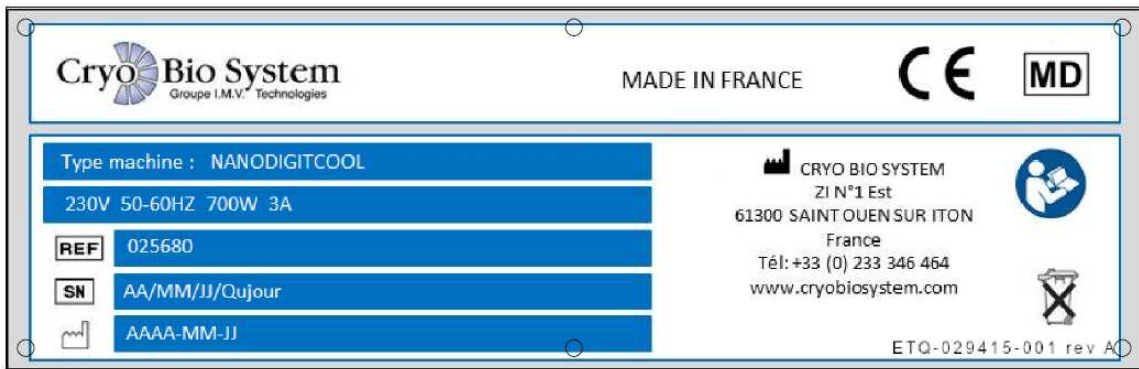 Cryo Bio System
Groupe I.M.V. Technologies
MADE IN FRANCE
CE
MD
Type machine : NANODIGITCOOL
230V 50-60HZ 700W 3A
REF 025680
SN AA/MM/JJ/Qujour
AAAA-MM-JJ
CRYO BIO SYSTEM
ZI N°1 Est
61300 SAINT OUEN SUR ITON
France
Tél: +33 (0) 233 346 464
www.cryobiosystem.com
ETQ-029415-001 rev A